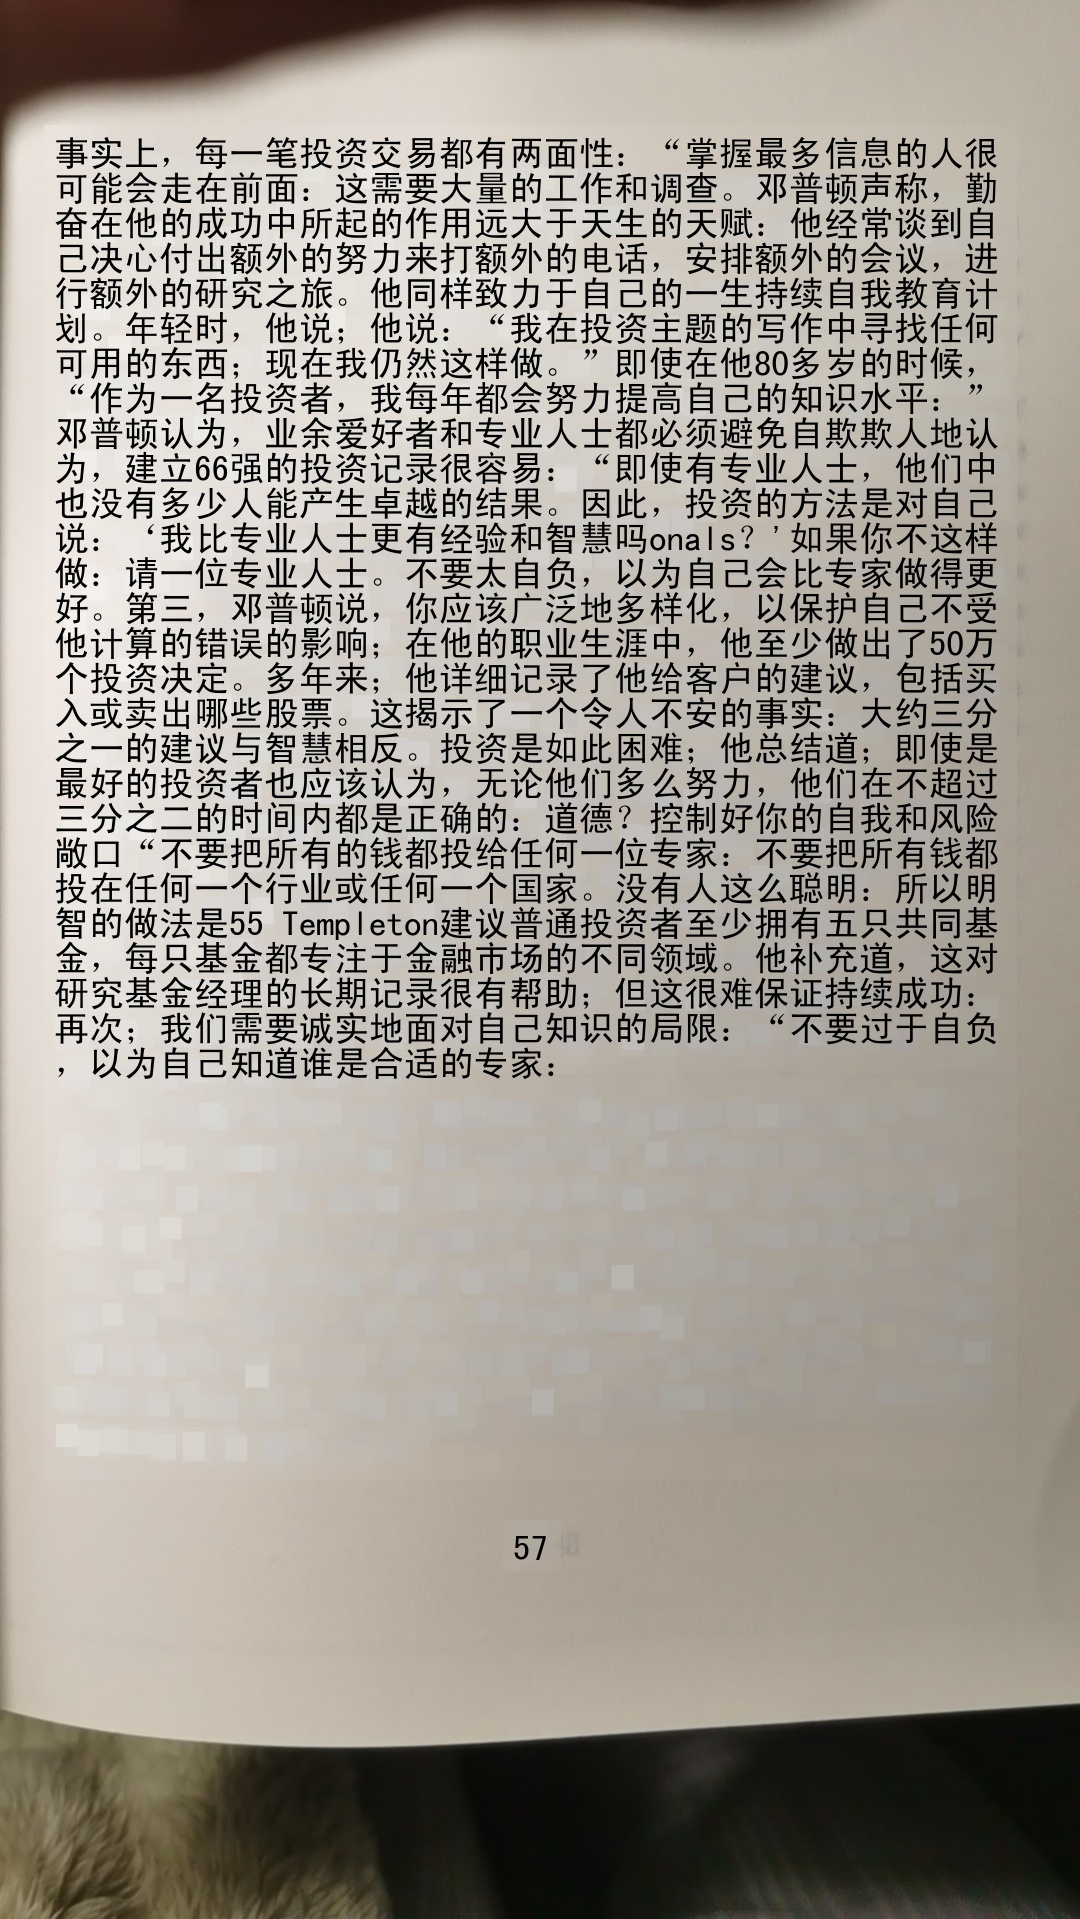 事实上，每一笔投资交易都有两面性：“掌握最多信息的人很
可能会走在前面：这需要大量的工作和调查。邓普顿声称，勤
奋在他的成功中所起的作用远大于天生的天赋：他经常谈到自
己决心付出额外的努力来打额外的电话，安排额外的会议，进
行额外的研究之旅。他同样致力于自己的一生持续自我教育计
划。年轻时，他说；他说：“我在投资主题的写作中寻找任何
可用的东西；现在我仍然这样做。”即使在他80多岁的时候，
“作为一名投资者，我每年都会努力提高自己的知识水平：”
邓普顿认为，业余爱好者和专业人士都必须避免自欺欺人地认
为，建立66强的投资记录很容易：“即使有专业人士，他们中
也没有多少人能产生卓越的结果。因此，投资的方法是对自己
说：‘我比专业人士更有经验和智慧吗onals？’如果你不这样
做：请一位专业人士。不要太自负，以为自己会比专家做得更
好。第三，邓普顿说，你应该广泛地多样化，以保护自己不受
他计算的错误的影响；在他的职业生涯中，他至少做出了50万
个投资决定。多年来；他详细记录了他给客户的建议，包括买
入或卖出哪些股票。这揭示了一个令人不安的事实：大约三分
之一的建议与智慧相反。投资是如此困难；他总结道；即使是
最好的投资者也应该认为，无论他们多么努力，他们在不超过
三分之二的时间内都是正确的：道德？控制好你的自我和风险
敞口“不要把所有的钱都投给任何一位专家：不要把所有钱都
投在任何一个行业或任何一个国家。没有人这么聪明：所以明
智的做法是55 Templeton建议普通投资者至少拥有五只共同基
金，每只基金都专注于金融市场的不同领域。他补充道，这对
研究基金经理的长期记录很有帮助；但这很难保证持续成功：
再次；我们需要诚实地面对自己知识的局限：“不要过于自负
，以为自己知道谁是合适的专家：
57